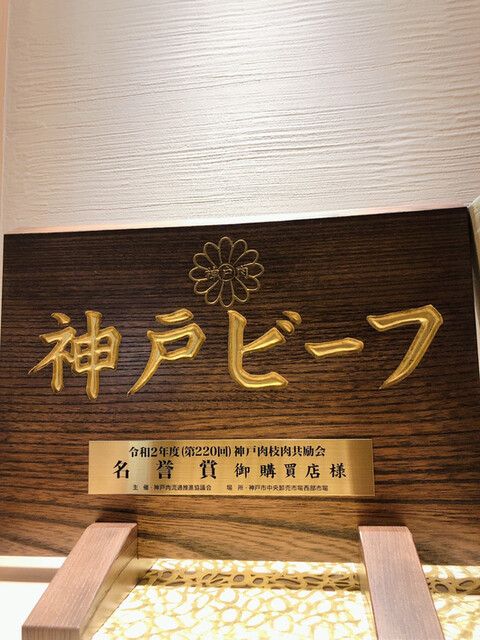 神戸肉
神戸ビーフ
令和2年度(第220回)神戸肉枝肉共励会
名誉賞 御購買店様
主 催・神戸肉流通推進協議会 場 所・神戸市中央卸売市場西部市場